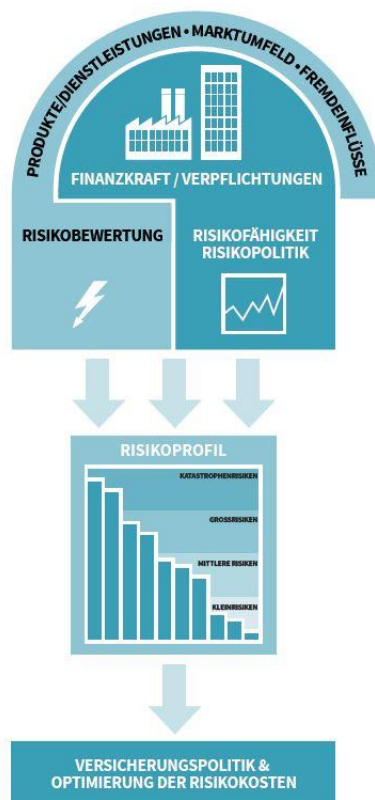 PRODUKTE/DIENSTLEISTUNGEN • MARKTUMFELD • FREMDEINFLÜSSE
FINANZKRAFT / VERPFLICHTUNGEN
RISIKOBEWERTUNG
RISIKOFÄHIGKEIT
RISIKOPOLITIK
RISIKOPROFIL
KATASTROPHENRISIKEN
GROSSRISIKEN
MITTLERE RISIKEN
KLEINRISIKEN
VERSICHERUNGSPOLITIK &
OPTIMIERUNG DER RISIKOKOSTEN